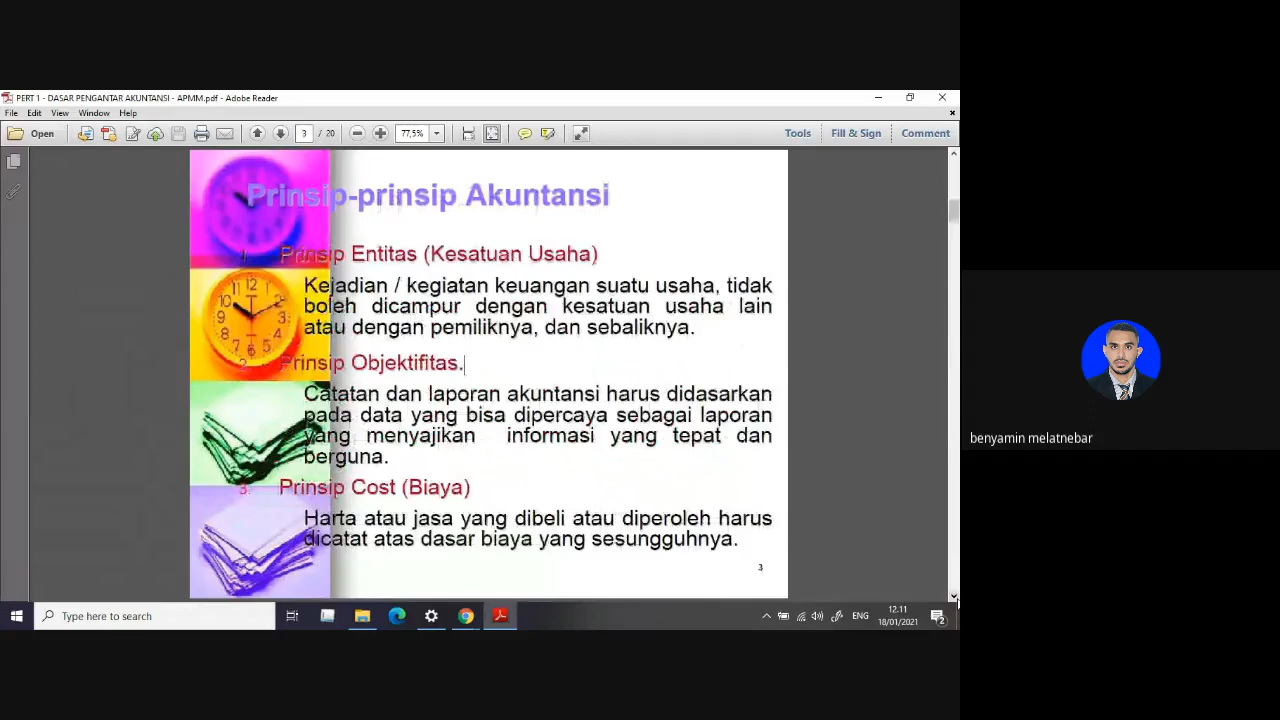 PERT 1 - DASAR PENGANTAR AKUNTANSI - APMM.pdf - Adobe Reader
File Edit View Window Help
Open 3 / 20 77,5% Tools Fill & Sign Comment
Prinsip-prinsip Akuntansi
1. Prinsip Entitas (Kesatuan Usaha)
Kejadian / kegiatan keuangan suatu usaha, tidak
boleh dicampur dengan kesatuan usaha lain
atau dengan pemiliknya, dan sebaliknya.
2. Prinsip Objektifitas.
Catatan dan laporan akuntansi harus didasarkan
pada data yang bisa dipercaya sebagai laporan
yang menyajikan informasi yang tepat dan
berguna.
3. Prinsip Cost (Biaya)
Harta atau jasa yang dibeli atau diperoleh harus
dicatat atas dasar biaya yang sesungguhnya.
3
benyamin melatnebar
Type here to search
ENG
12.11
18/01/2021
2